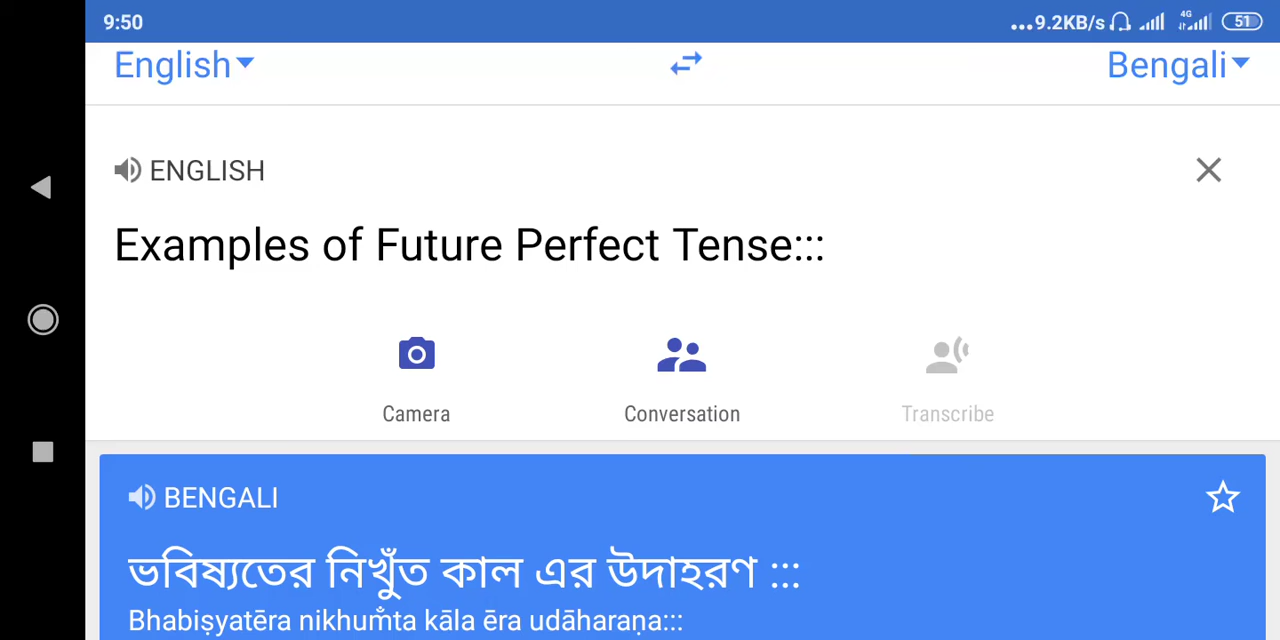 9:50 ...9.2KB/s 4G 51
English Bengali
ENGLISH
Examples of Future Perfect Tense:::
Camera Conversation Transcribe
BENGALI
ভবিষ্যতের নিখুঁত কাল এর উদাহরণ :::
Bhabiṣyatēra nikhum̐ta kāla ēra udāharaṇa:::